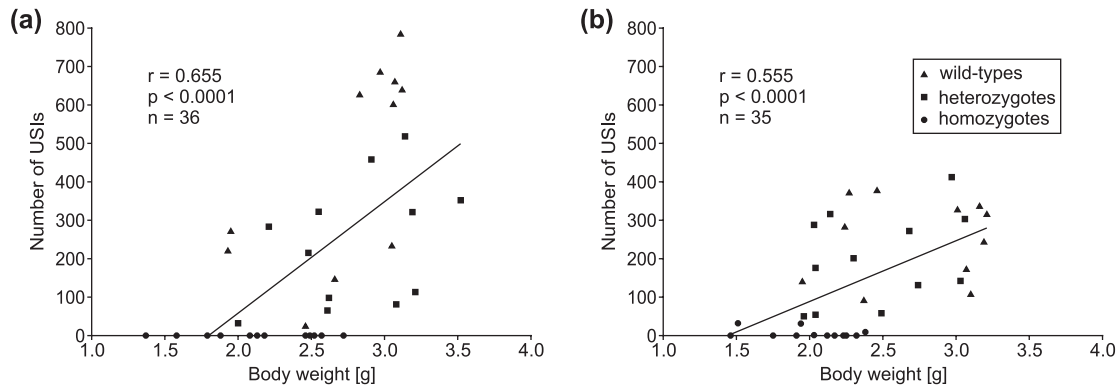 (a)
800
700
600
500
400
300
200
100
0
Number of USIs
r = 0.655
p < 0.0001
n = 36
1.0 1.5 2.0 2.5 3.0 3.5 4.0
Body weight [g]
(b)
800
700
600
500
400
300
200
100
0
Number of USIs
r = 0.555
p < 0.0001
n = 35
wild-types
heterozygotes
homozygotes
1.0 1.5 2.0 2.5 3.0 3.5 4.0
Body weight [g]